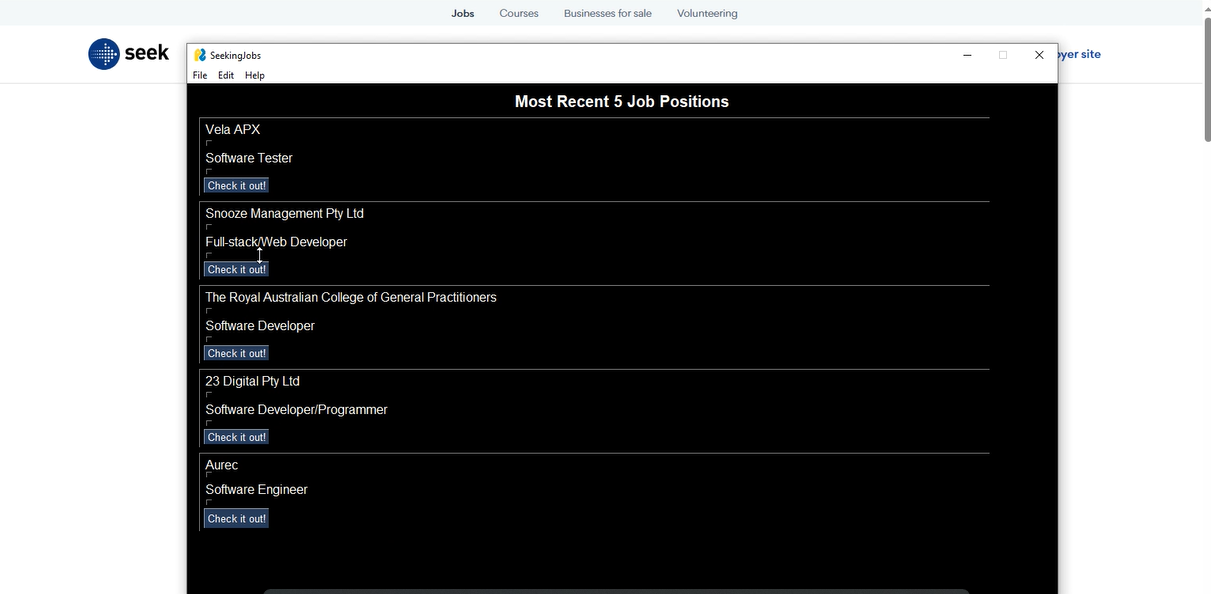 Jobs Courses Businesses for sale Volunteering
seek
SeekingJobs
yer site
File Edit Help
Most Recent 5 Job Positions
Vela APX
Software Tester
Check it out!
Snooze Management Pty Ltd
Full-stack/Web Developer
Check it out!
The Royal Australian College of General Practitioners
Software Developer
Check it out!
23 Digital Pty Ltd
Software Developer/Programmer
Check it out!
Aurec
Software Engineer
Check it out!